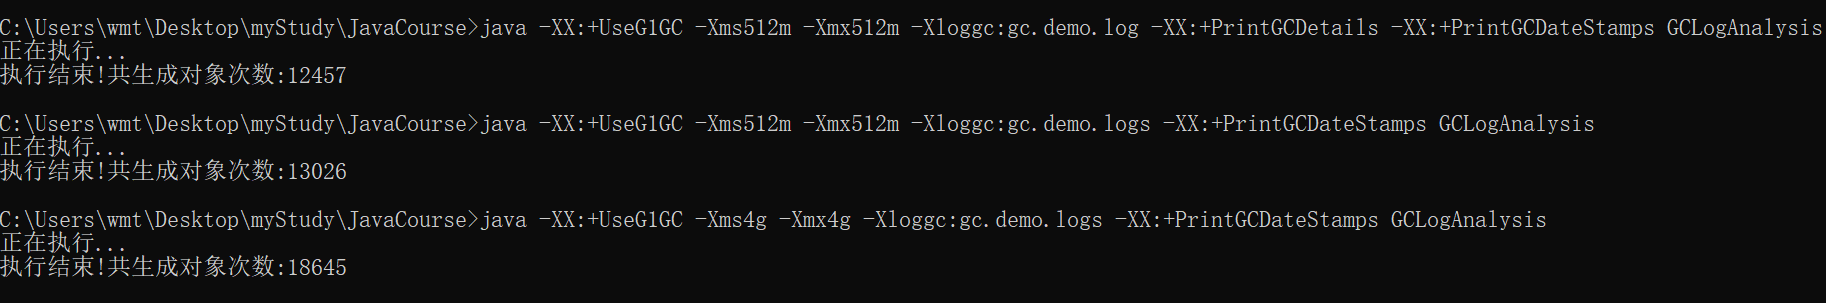 C:\Users\wmt\Desktop\myStudy\JavaCourse>java -XX:+UseG1GC -Xms512m -Xmx512m -Xloggc:gc.demo.log -XX:+PrintGCDetails -XX:+PrintGCDateStamps GCLogAnalysis
正在执行...
执行结束!共生成对象次数:12457
C:\Users\wmt\Desktop\myStudy\JavaCourse>java -XX:+UseG1GC -Xms512m -Xmx512m -Xloggc:gc.demo.logs -XX:+PrintGCDateStamps GCLogAnalysis
正在执行...
执行结束!共生成对象次数:13026
C:\Users\wmt\Desktop\myStudy\JavaCourse>java -XX:+UseG1GC -Xms4g -Xmx4g -Xloggc:gc.demo.logs -XX:+PrintGCDateStamps GCLogAnalysis
正在执行...
执行结束!共生成对象次数:18645